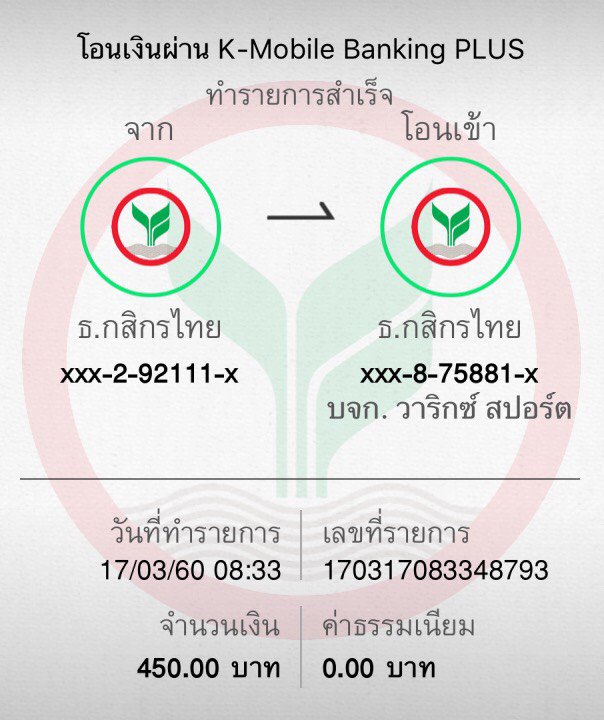 โอนเงินผ่าน K-Mobile Banking PLUS
ทำรายการสำเร็จ
จาก
โอนเข้า
ธ.กสิกรไทย
ธ.กสิกรไทย
xxx-2-92111-x
xxx-8-75881-x
บจก. วาริกซ์ สปอร์ต
วันที่ทำรายการ
เลขที่รายการ
17/03/60 08:33
170317083348793
จำนวนเงิน
ค่าธรรมเนียม
450.00 บาท
0.00 บาท